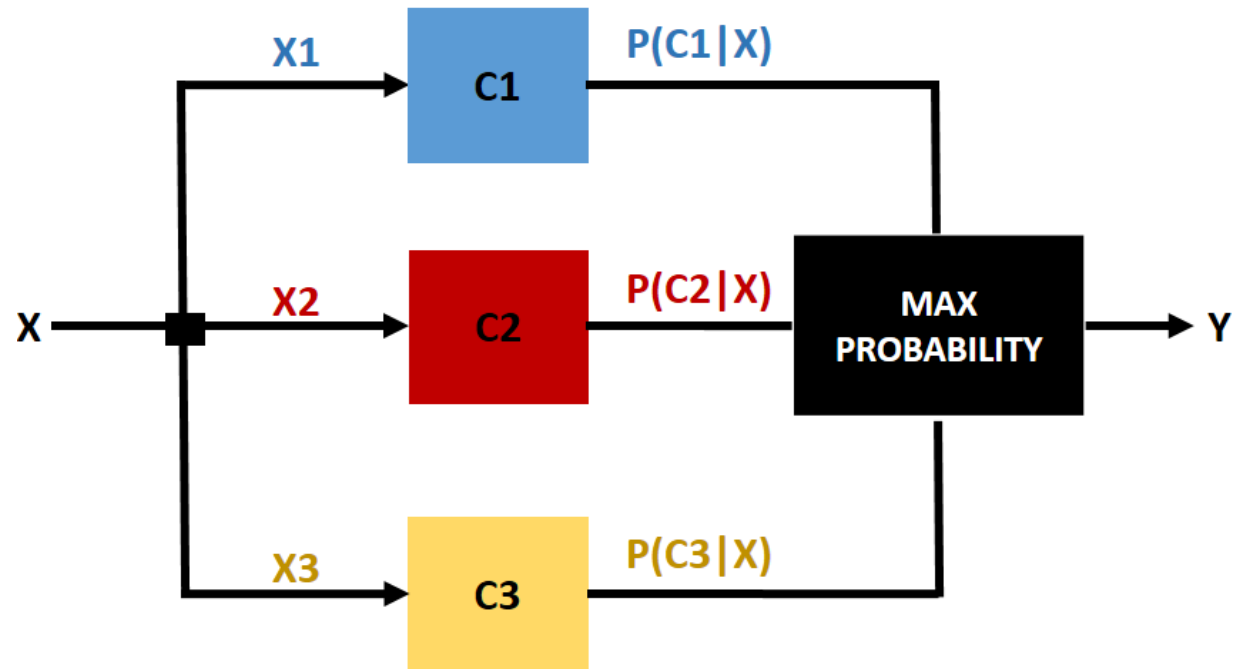 X1
P(C1|X)
C1
X
X2
P(C2|X)
C2
MAX
PROBABILITY
Y
X3
P(C3|X)
C3